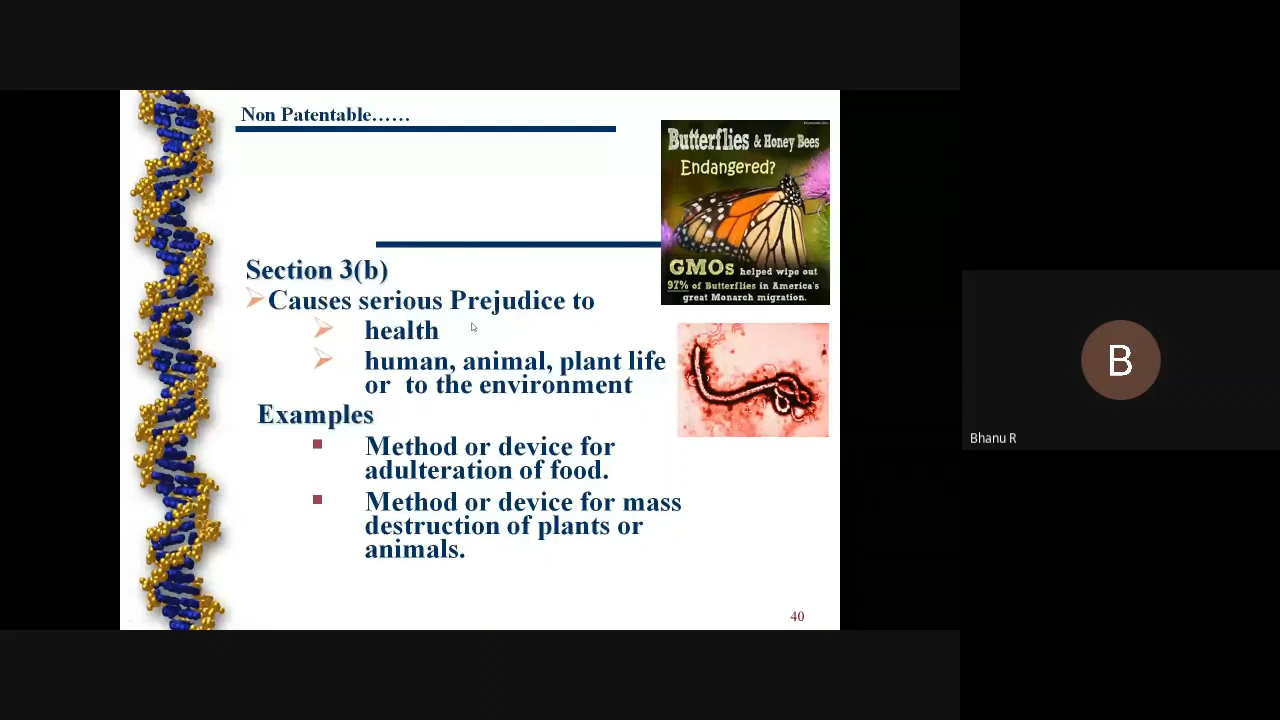 Non Patentable......
Butterflies & Honey Bees
Endangered?
GMOs helped wipe out
97% of Butterflies in America's
great Monarch migration.
Section 3(b)
Causes serious Prejudice to
health
human, animal, plant life
or to the environment
Examples
Method or device for
adulteration of food.
Method or device for mass
destruction of plants or
animals.
40
B
Bhanu R